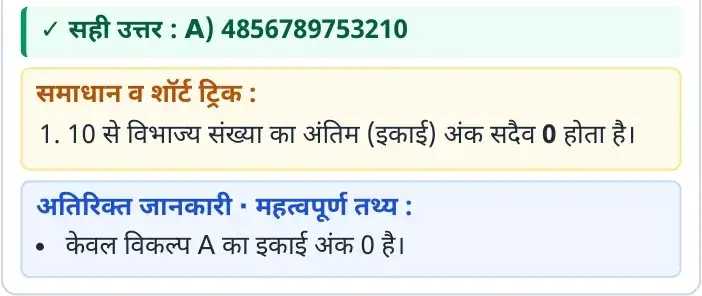 ✓ सही उत्तर : A) 4856789753210
समाधान व शॉर्ट ट्रिक :
1. 10 से विभाज्य संख्या का अंतिम (इकाई) अंक सदैव 0 होता है।
अतिरिक्त जानकारी · महत्वपूर्ण तथ्य :
• केवल विकल्प A का इकाई अंक 0 है।